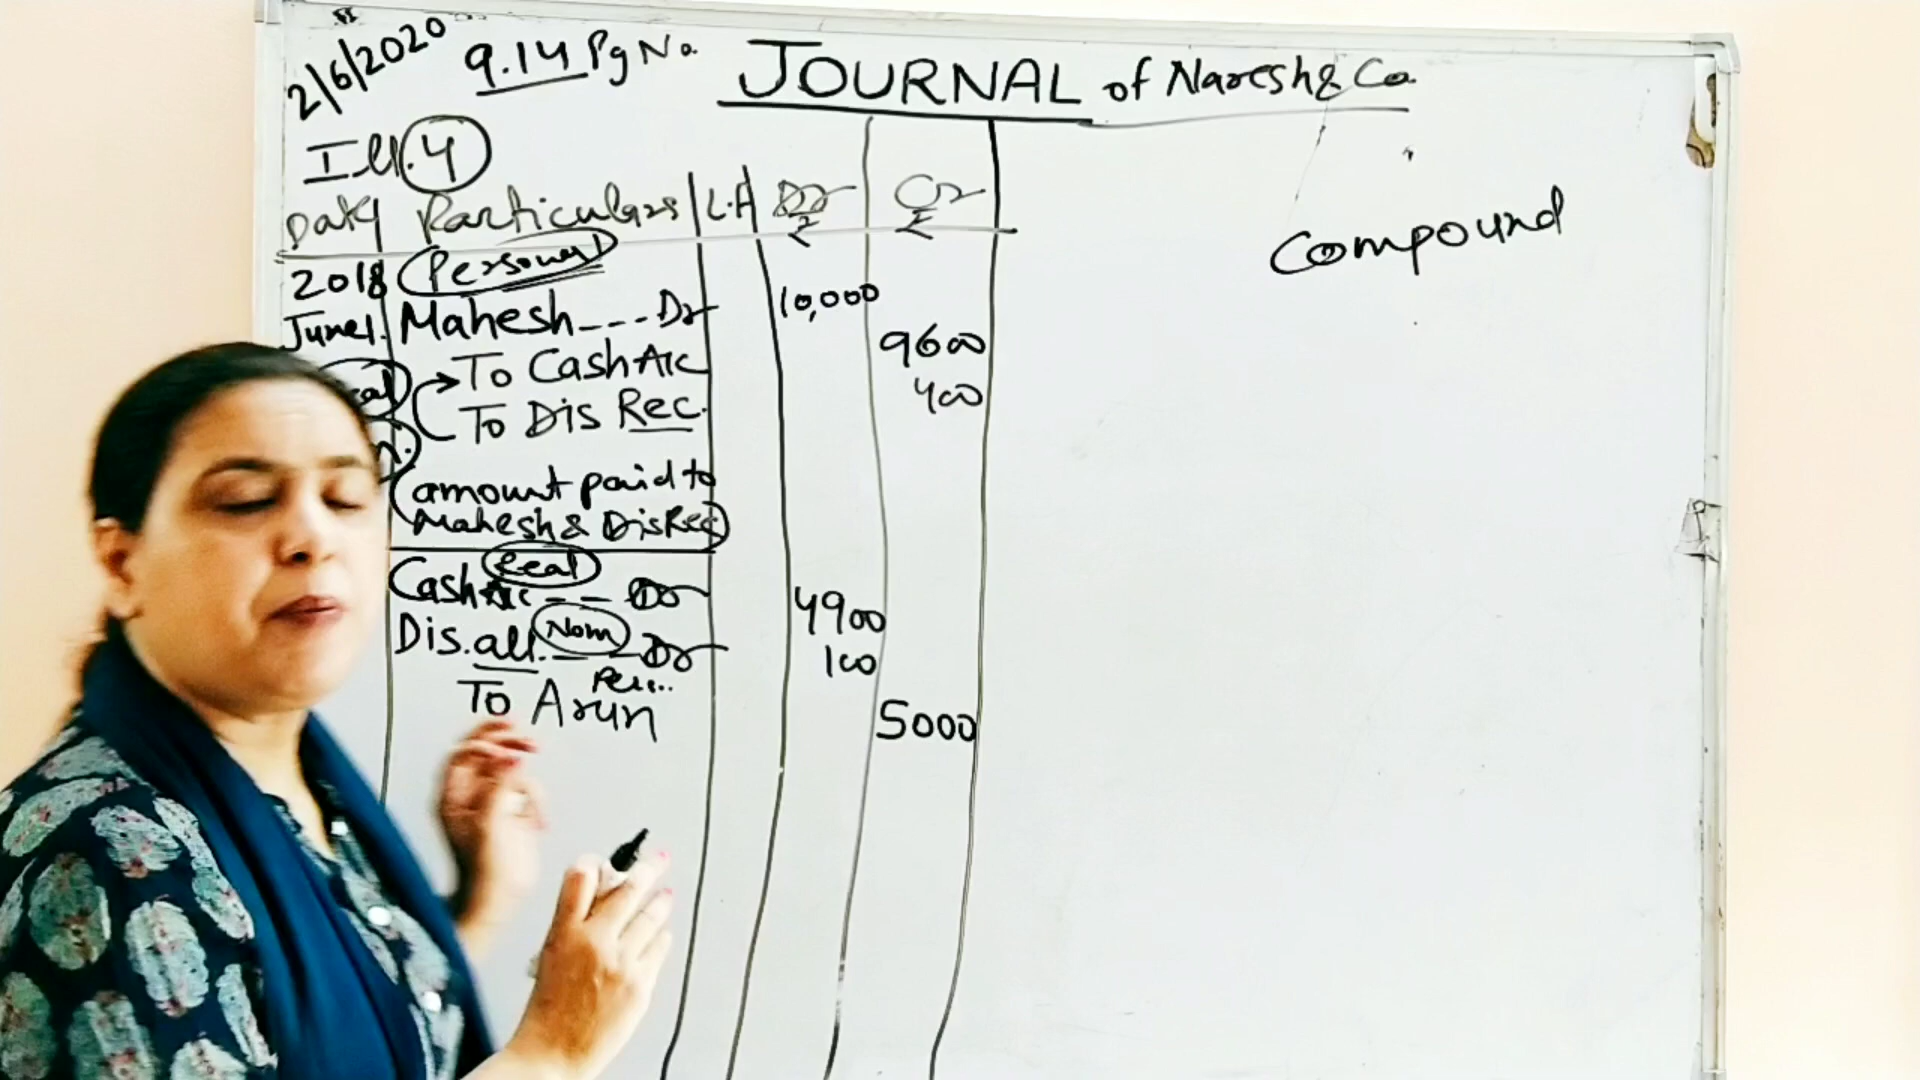 2/6/2020 9.14 Pg No.
JOURNAL of Naresh & Co.
Ill. 4
Date Particulars L.F Dr ₹ Cr ₹
Compound
2018 Personal
June 1. Mahesh --- Dr 10,000
To Cash A/c 9600
To Dis Rec. 400
(amount paid to
Mahesh & Dis Rec)
Real
Cash A/c --- Dr 4900
Dis. all. Nom --- Dr 100
Per...
To Arun 5000